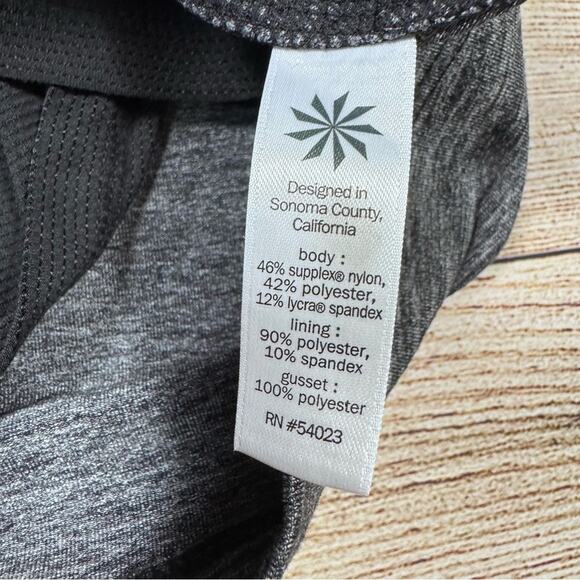 Designed in
Sonoma County,
California
body :
46% supplex® nylon,
42% polyester,
12% lycra® spandex
lining :
90% polyester,
10% spandex
gusset :
100% polyester
RN #54023